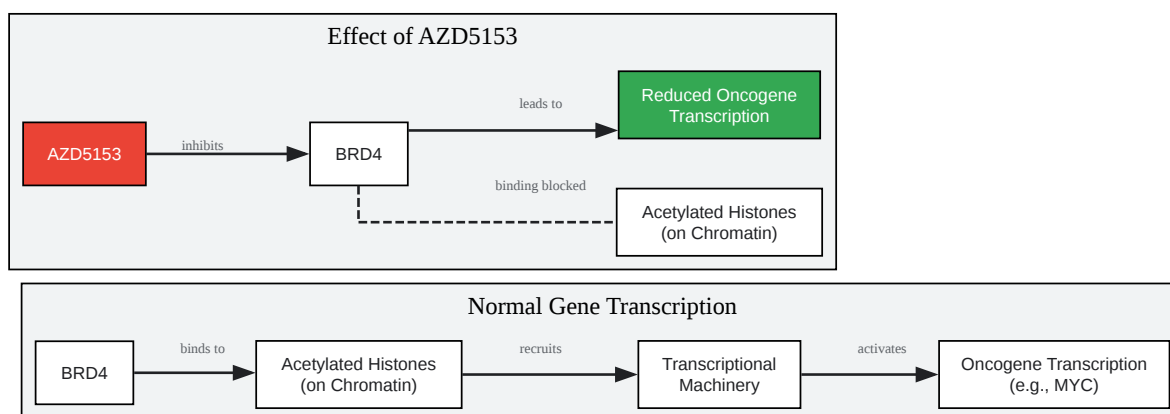 Effect of AZD5153
leads to
Reduced Oncogene
Transcription
AZD5153
inhibits
BRD4
binding blocked
Acetylated Histones
(on Chromatin)
Normal Gene Transcription
BRD4
binds to
Acetylated Histones
(on Chromatin)
recruits
Transcriptional
Machinery
activates
Oncogene Transcription
(e.g., MYC)